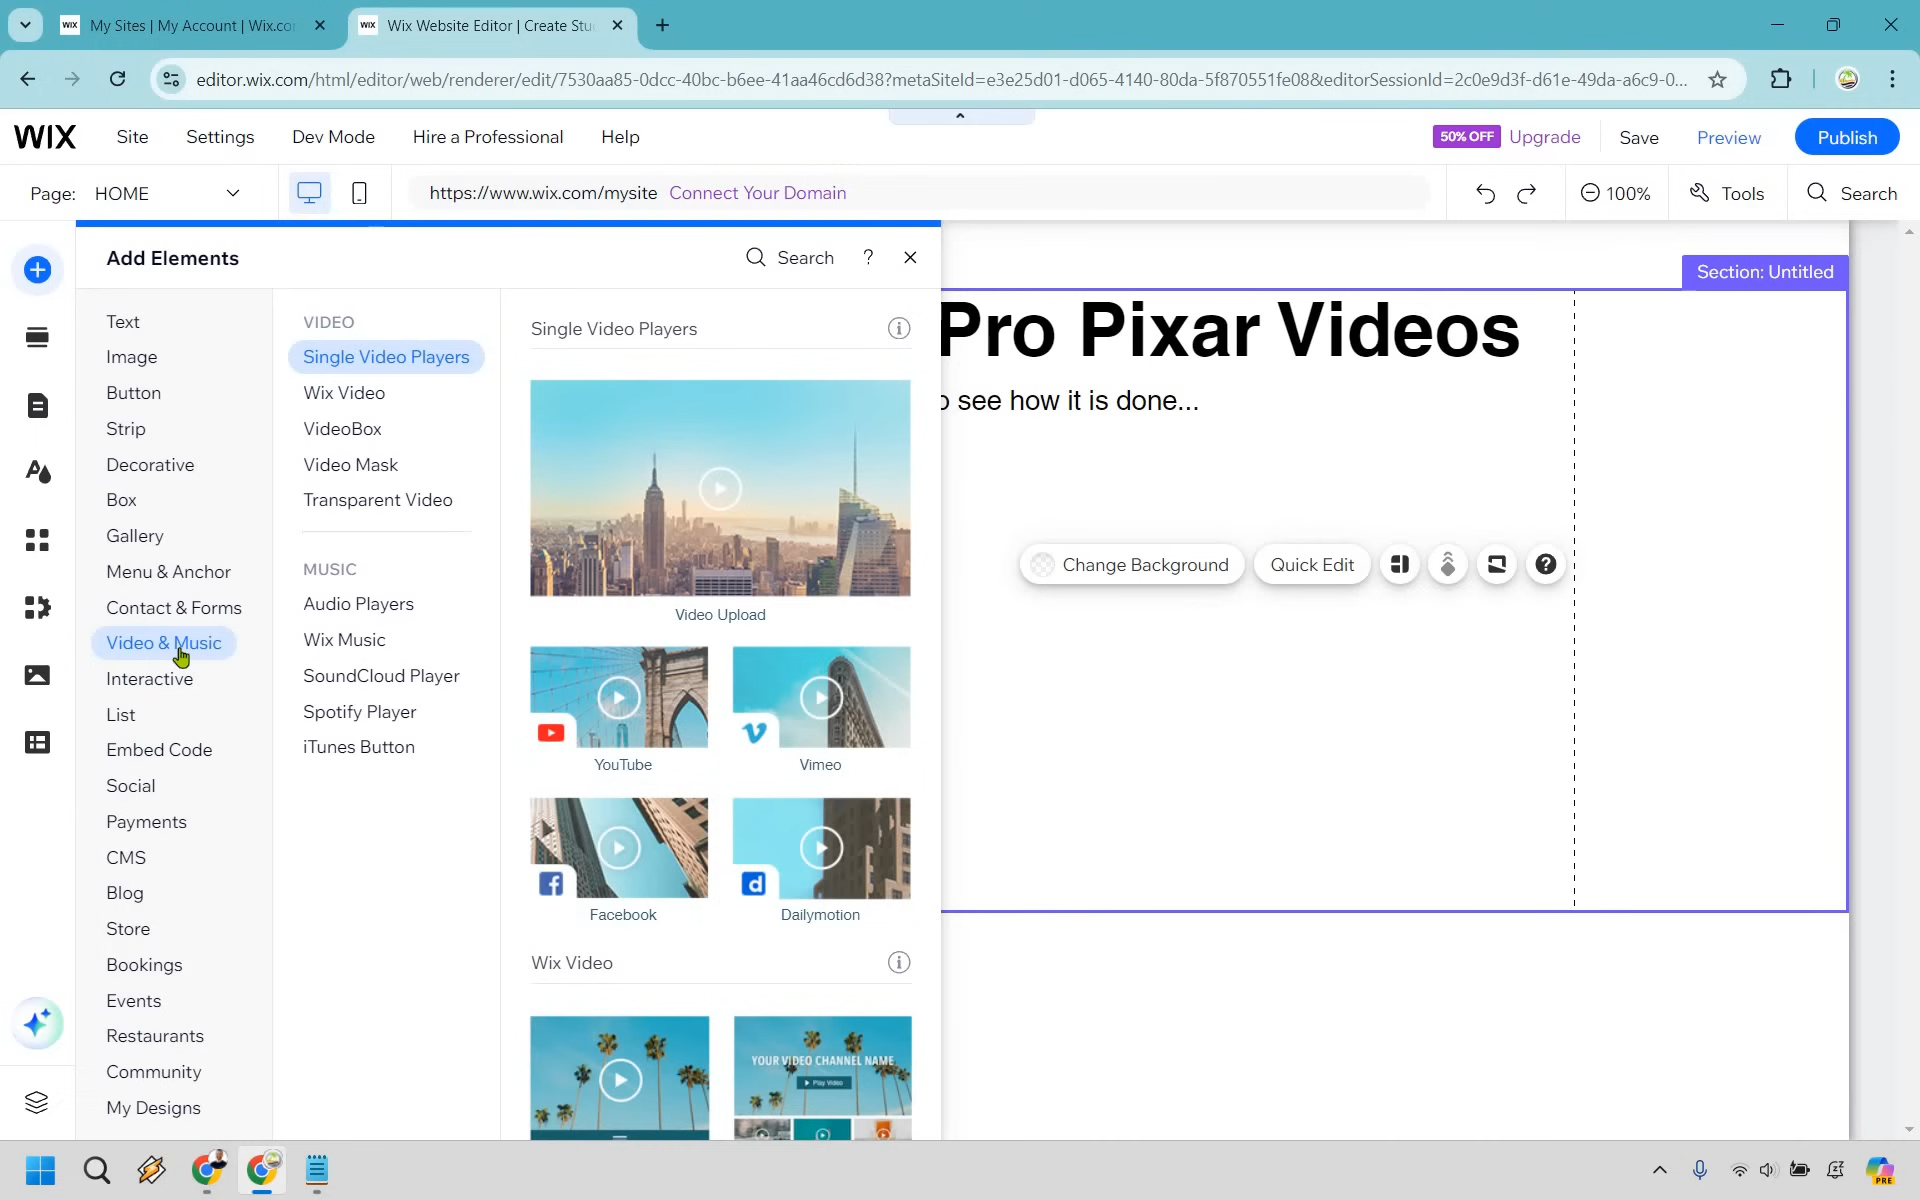 WIX My Sites | My Account | Wix.co
WIX Wix Website Editor | Create Stu
editor.wix.com/html/editor/web/renderer/edit/7530aa85-0dcc-40bc-b6ee-41aa46cd6d38?metaSiteId=e3e25d01-d065-4140-80da-5f870551fe08&editorSessionId=2c0e9d3f-d61e-49da-a6c9-0...
WIX Site Settings Dev Mode Hire a Professional Help 50% OFF Upgrade Save Preview Publish
Page: HOME https://www.wix.com/mysite Connect Your Domain 100% Tools Search
Add Elements Search ?
Section: Untitled
Text
Image
Button
Strip
Decorative
Box
Gallery
Menu & Anchor
Contact & Forms
Video & Music
Interactive
List
Embed Code
Social
Payments
CMS
Blog
Store
Bookings
Events
Restaurants
Community
My Designs
VIDEO
Single Video Players
Wix Video
VideoBox
Video Mask
Transparent Video
MUSIC
Audio Players
Wix Music
SoundCloud Player
Spotify Player
iTunes Button
Single Video Players
Video Upload
YouTube Vimeo
Facebook Dailymotion
Wix Video
YOUR VIDEO CHANNEL NAME
Play Video
Pro Pixar Videos
o see how it is done...
Change Background Quick Edit ?
PRE